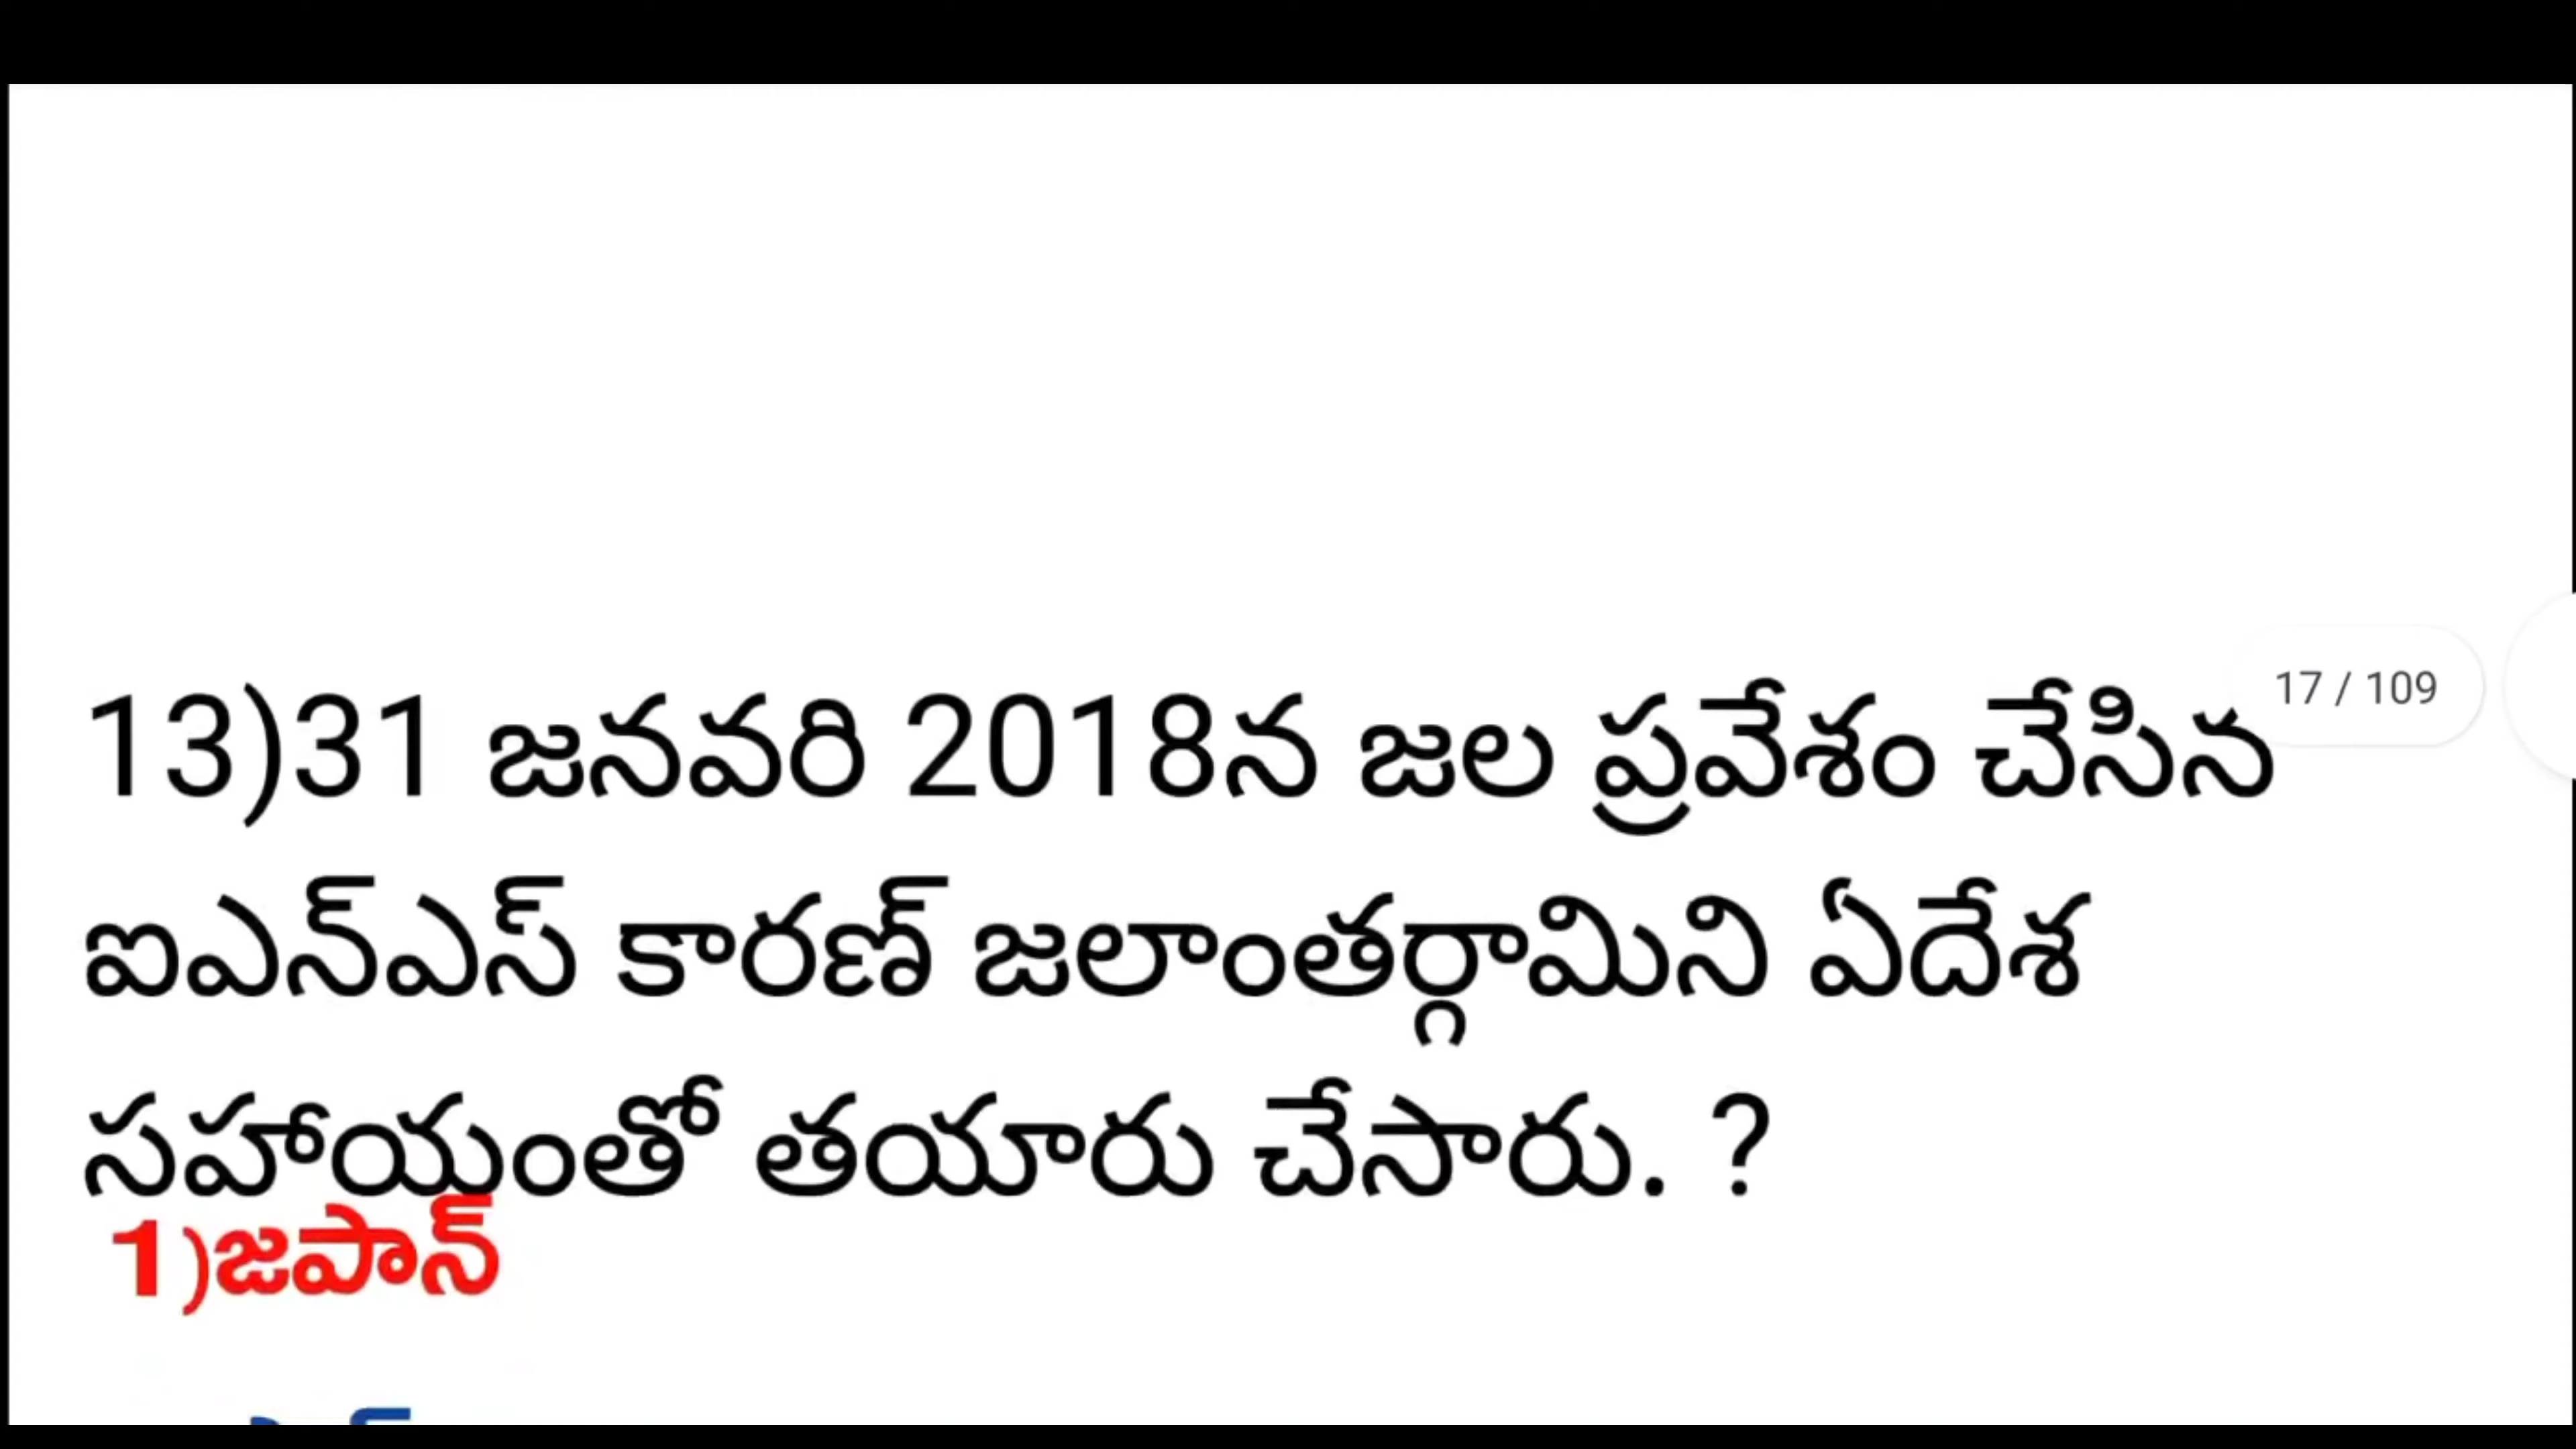 13)31 జనవరి 2018న జల ప్రవేశం చేసిన
17 / 109
ఐఎన్ఎస్ కారణ్ జలాంతర్గామిని ఏదేశ
సహాయంతో తయారు చేసారు. ?
1)జపాన్